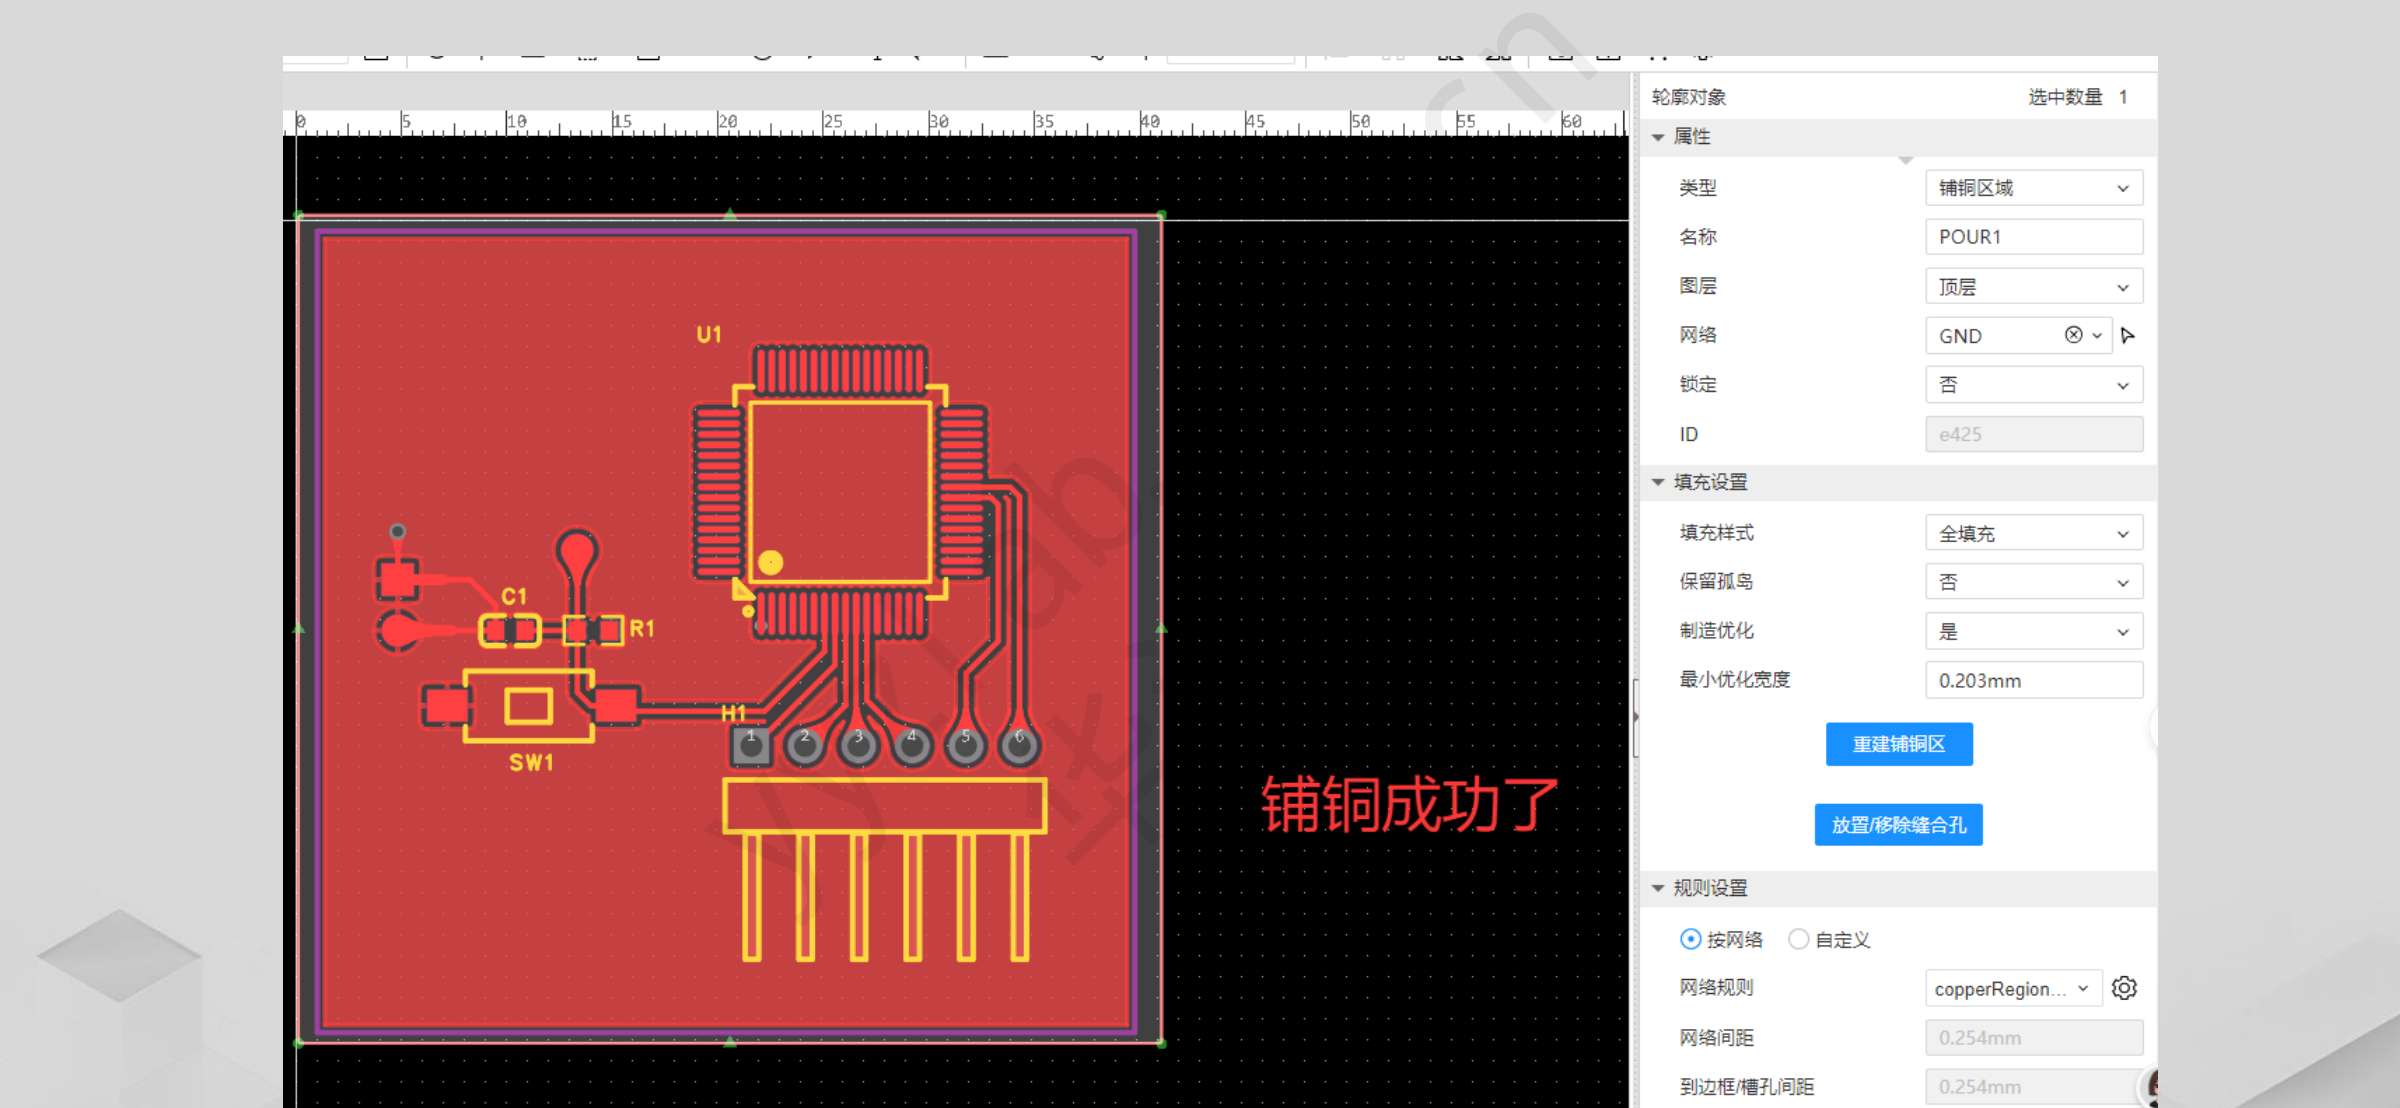 轮廓对象 选中数量 1
0 5 10 15 20 25 30 35 40 45 50 55 60
属性
类型 铺铜区域
名称 POUR1
图层 顶层
网络 GND
锁定 否
ID e425
填充设置
填充样式 全填充
保留孤岛 否
制造优化 是
最小优化宽度 0.203mm
重建铺铜区
放置/移除缝合孔
规则设置
按网络 自定义
网络规则 copperRegion...
网络间距 0.254mm
到边框/槽孔间距 0.254mm
U1
C1
R1
SW1
H1
1 2 3 4 5 6
铺铜成功了